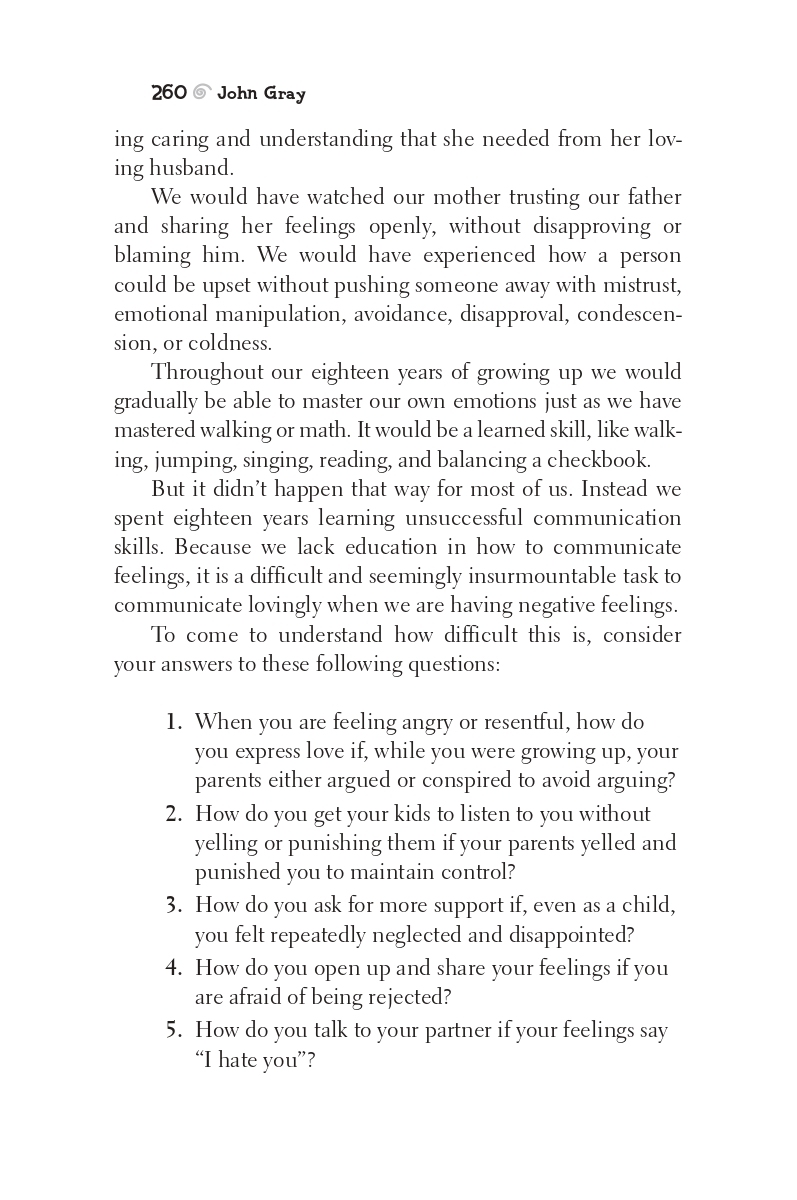 260 John Gray
ing caring and understanding that she needed from her lov-
ing husband.
We would have watched our mother trusting our father
and sharing her feelings openly, without disapproving or
blaming him. We would have experienced how a person
could be upset without pushing someone away with mistrust,
emotional manipulation, avoidance, disapproval, condescen-
sion, or coldness.
Throughout our eighteen years of growing up we would
gradually be able to master our own emotions just as we have
mastered walking or math. It would be a learned skill, like walk-
ing, jumping, singing, reading, and balancing a checkbook.
But it didn’t happen that way for most of us. Instead we
spent eighteen years learning unsuccessful communication
skills. Because we lack education in how to communicate
feelings, it is a difficult and seemingly insurmountable task to
communicate lovingly when we are having negative feelings.
To come to understand how difficult this is, consider
your answers to these following questions:
1. When you are feeling angry or resentful, how do
you express love if, while you were growing up, your
parents either argued or conspired to avoid arguing?
2. How do you get your kids to listen to you without
yelling or punishing them if your parents yelled and
punished you to maintain control?
3. How do you ask for more support if, even as a child,
you felt repeatedly neglected and disappointed?
4. How do you open up and share your feelings if you
are afraid of being rejected?
5. How do you talk to your partner if your feelings say
“I hate you”?